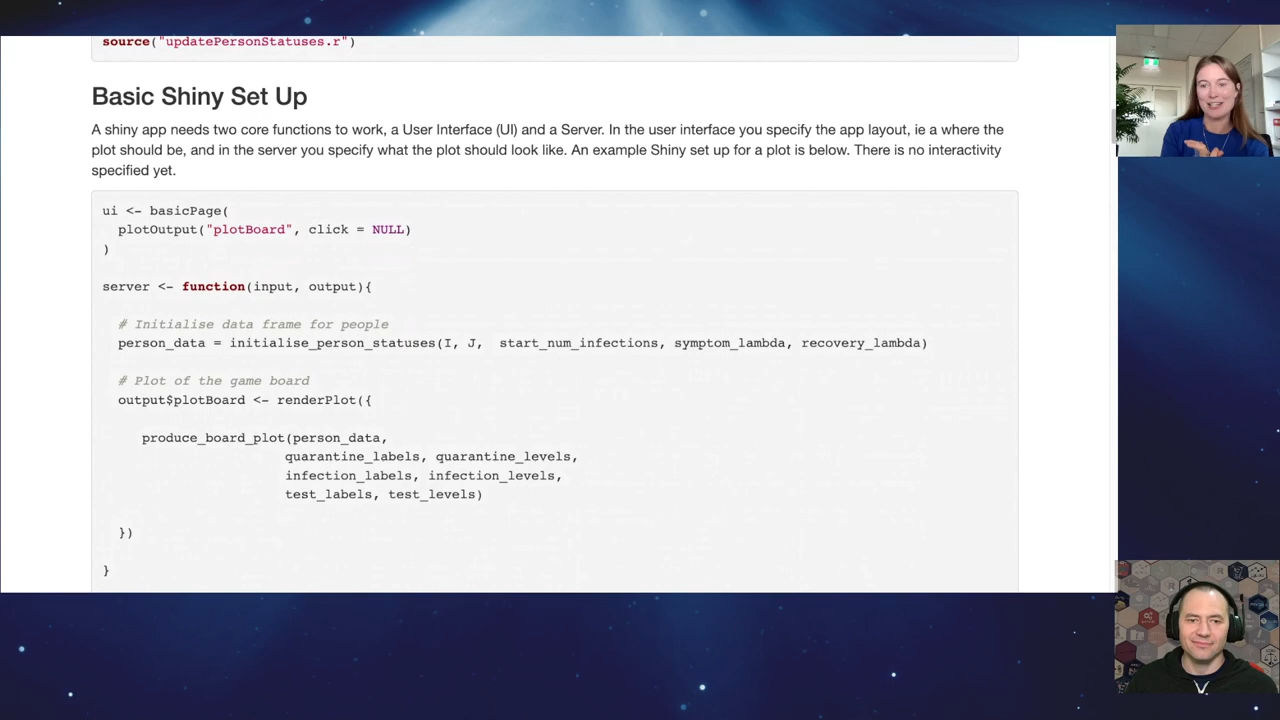 source("updatePersonStatuses.r")
Basic Shiny Set Up
A shiny app needs two core functions to work, a User Interface (UI) and a Server. In the user interface you specify the app layout, ie a where the
plot should be, and in the server you specify what the plot should look like. An example Shiny set up for a plot is below. There is no interactivity
specified yet.
ui <- basicPage(
  plotOutput("plotBoard", click = NULL)
)
server <- function(input, output){
  # Initialise data frame for people
  person_data = initialise_person_statuses(I, J,  start_num_infections, symptom_lambda, recovery_lambda)
  # Plot of the game board
  output$plotBoard <- renderPlot({
     produce_board_plot(person_data,
                       quarantine_labels, quarantine_levels,
                       infection_labels, infection_levels,
                       test_labels, test_levels)
  })
}